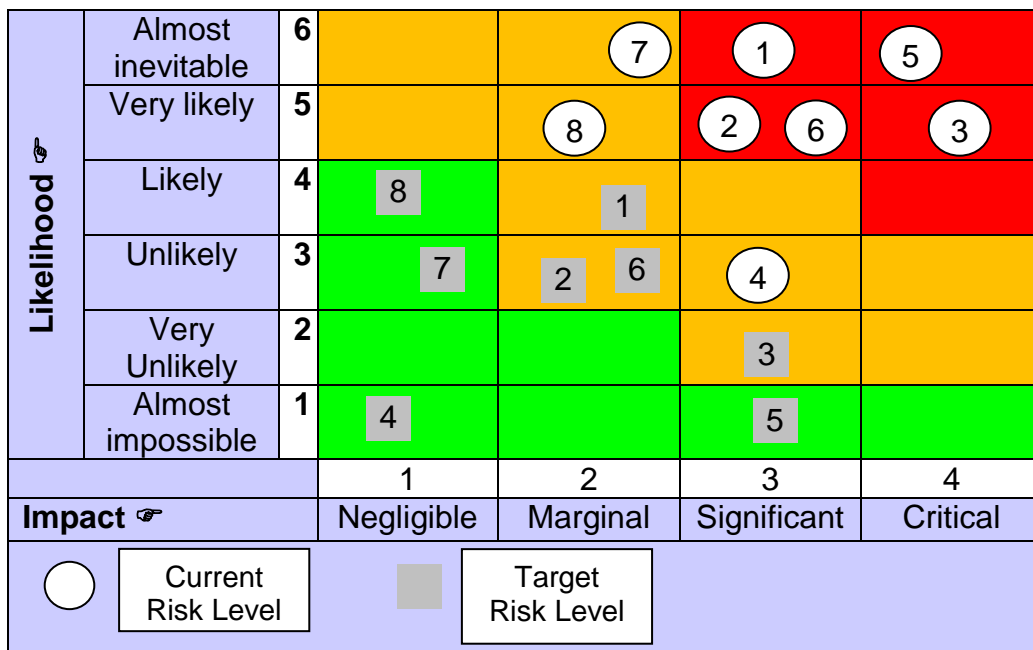 Likelihood ☝
Almost
inevitable
6
7
1
5
Very likely
5
8
2
6
3
Likely
4
8
1
Unlikely
3
7
2
6
4
Very
Unlikely
2
3
Almost
impossible
1
4
5
1
2
3
4
Impact ☞
Negligible
Marginal
Significant
Critical
Current
Risk Level
Target
Risk Level